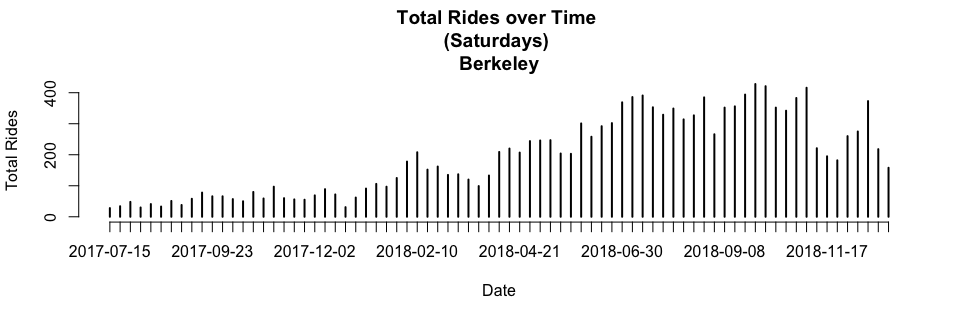 Total Rides over Time
(Saturdays)
Berkeley
Total Rides
400
200
0
2017-07-15 2017-09-23 2017-12-02 2018-02-10 2018-04-21 2018-06-30 2018-09-08 2018-11-17
Date